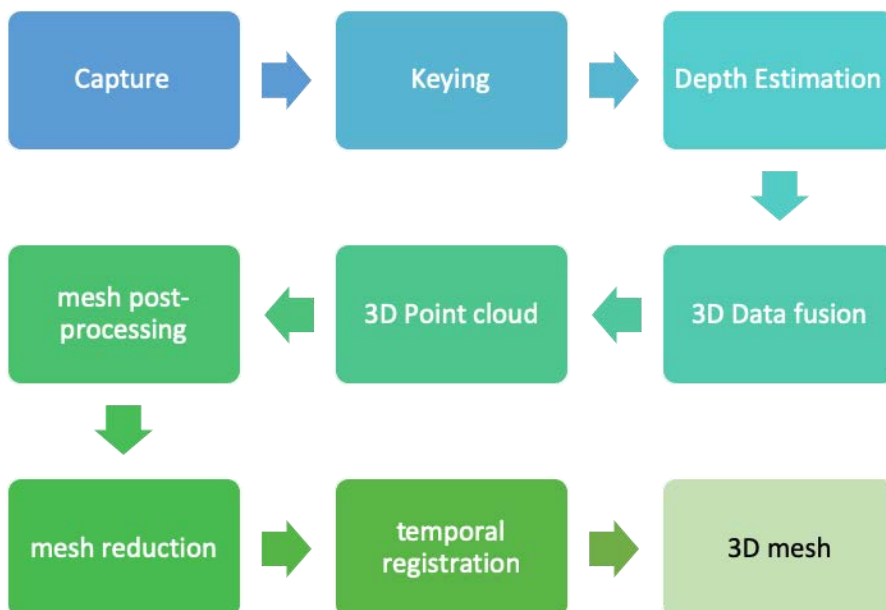 Capture
Keying
Depth Estimation
mesh post-
processing
3D Point cloud
3D Data fusion
mesh reduction
temporal
registration
3D mesh